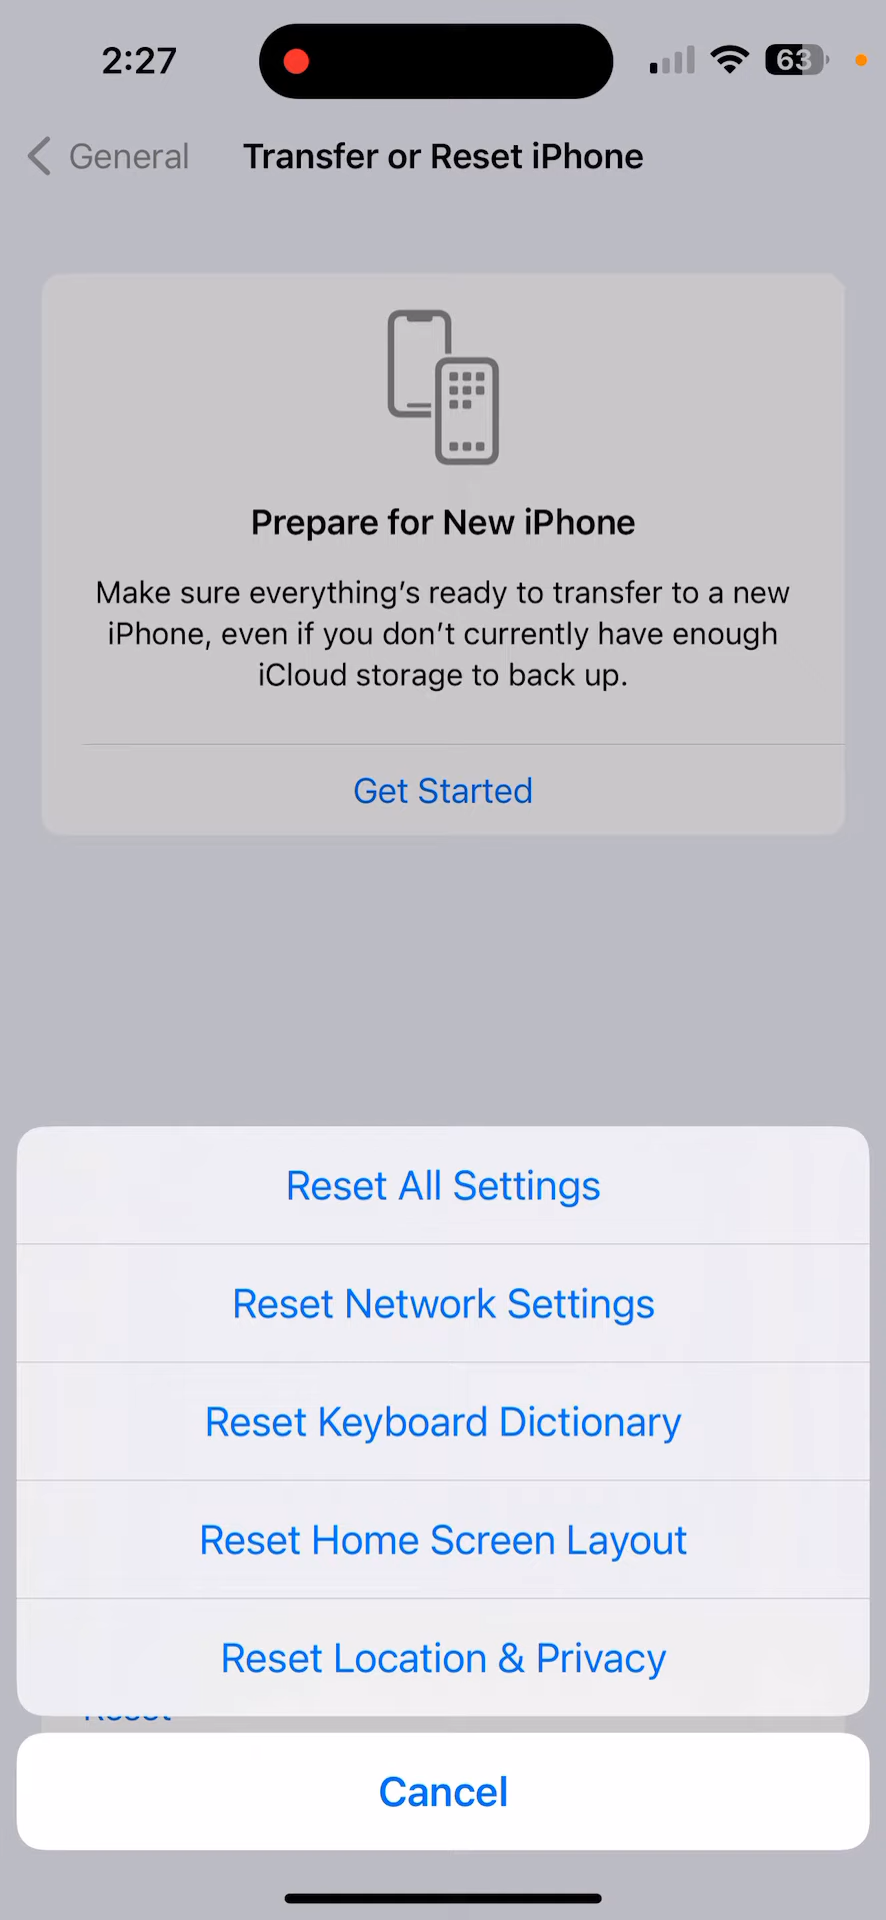 2:27
63
General
Transfer or Reset iPhone
Prepare for New iPhone
Make sure everything's ready to transfer to a new
iPhone, even if you don't currently have enough
iCloud storage to back up.
Get Started
Reset All Settings
Reset Network Settings
Reset Keyboard Dictionary
Reset Home Screen Layout
Reset Location & Privacy
Reset
Cancel